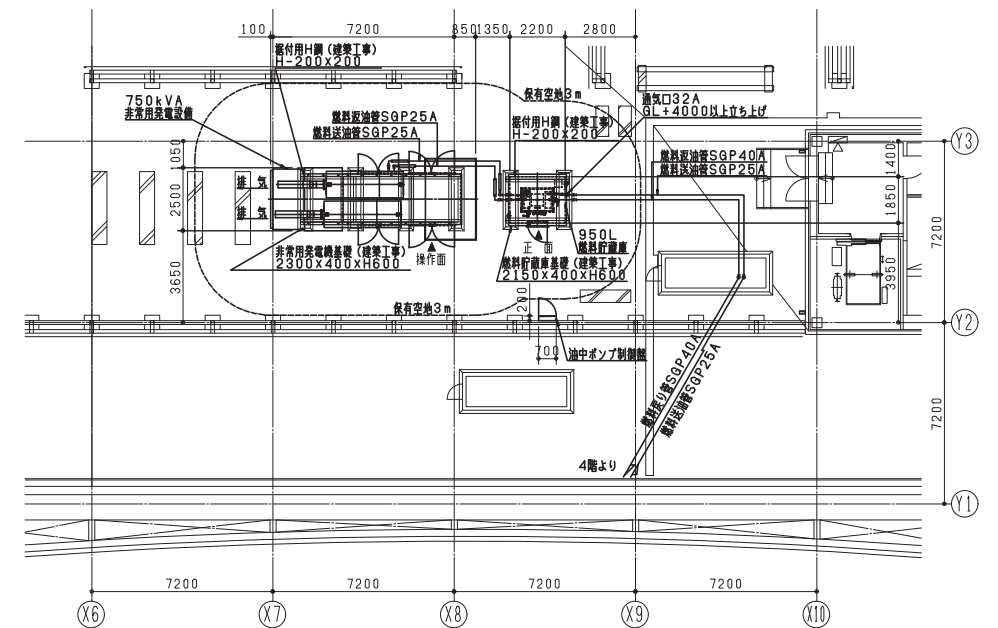 100
7200
850
1350
2200
2800
据付用H鋼（建築工事）
H-200×200
保有空地3m
通気口32A
GL+4000以上立ち上げ
750kVA
非常用発電設備
燃料返油管SGP25A
燃料送油管SGP25A
据付用H鋼（建築工事）
H-200×200
燃料返油管SGP40A
燃料送油管SGP25A
Y3
1050
1400
排 気
2500
1850
排 気
7200
正 面
950L
燃料貯蔵庫
操作面
非常用発電機基礎（建築工事）
2300×400×H600
燃料貯蔵庫基礎（建築工事）
2150×400×H600
3650
3950
200
保有空地3m
Y2
700
油中ポンプ制御盤
燃料戻り管SGP40A
燃料送油管SGP25A
7200
4階より
Y1
7200
7200
7200
7200
X6
X7
X8
X9
X10